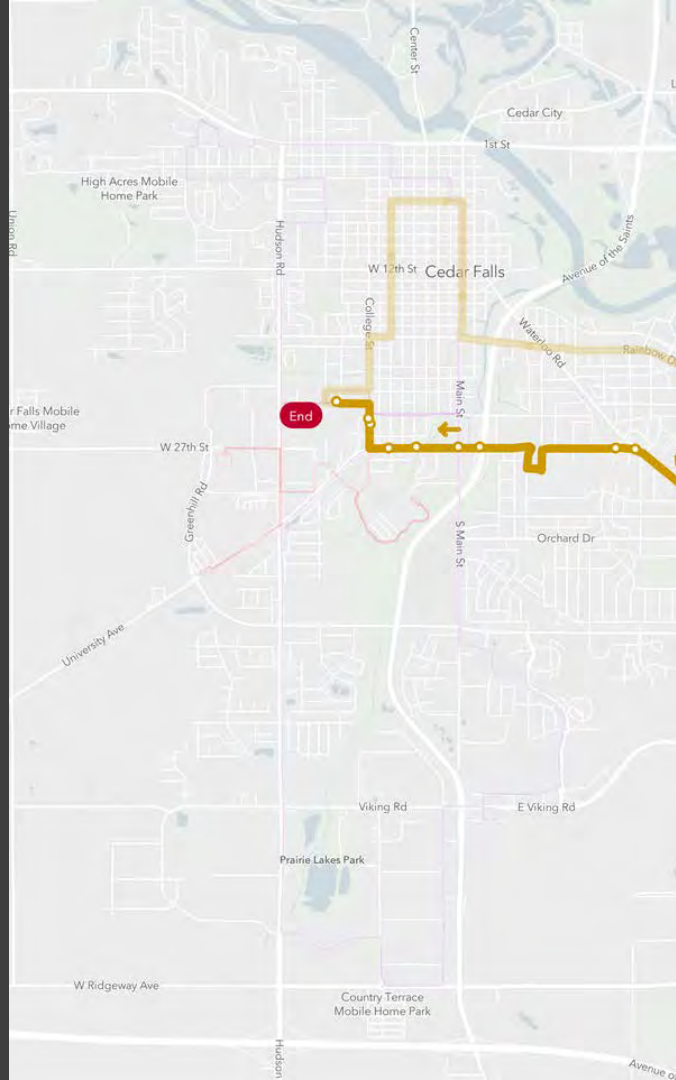 Center St
Cedar City
1st St
High Acres Mobile
Home Park
Union Rd
Hudson Rd
Avenue of the Saints
W 12th St
Cedar Falls
College St
Waterloo Rd
Rainbow D
Main St
End
r Falls Mobile
ome Village
W 27th St
Greenhill Rd
S Main St
Orchard Dr
University Ave
Viking Rd
E Viking Rd
Prairie Lakes Park
W Ridgeway Ave
Country Terrace
Mobile Home Park
Hudson
Avenue o